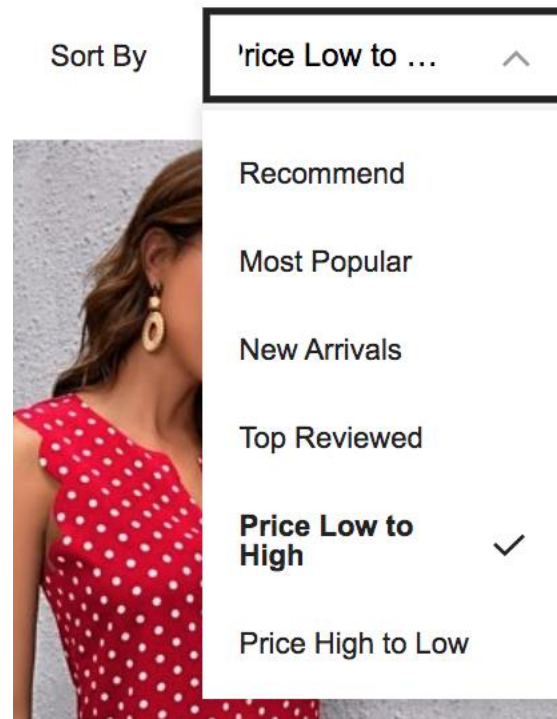 Sort By
rice Low to ...
Recommend
Most Popular
New Arrivals
Top Reviewed
Price Low to
High
Price High to Low